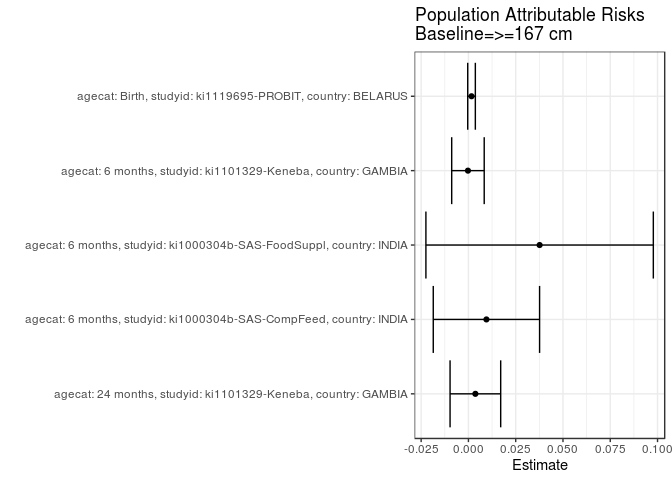 Population Attributable Risks
Baseline=>=167 cm
agecat: Birth, studyid: ki1119695-PROBIT, country: BELARUS
agecat: 6 months, studyid: ki1101329-Keneba, country: GAMBIA
agecat: 6 months, studyid: ki1000304b-SAS-FoodSuppl, country: INDIA
agecat: 6 months, studyid: ki1000304b-SAS-CompFeed, country: INDIA
agecat: 24 months, studyid: ki1101329-Keneba, country: GAMBIA
-0.025 0.000 0.025 0.050 0.075 0.100
Estimate